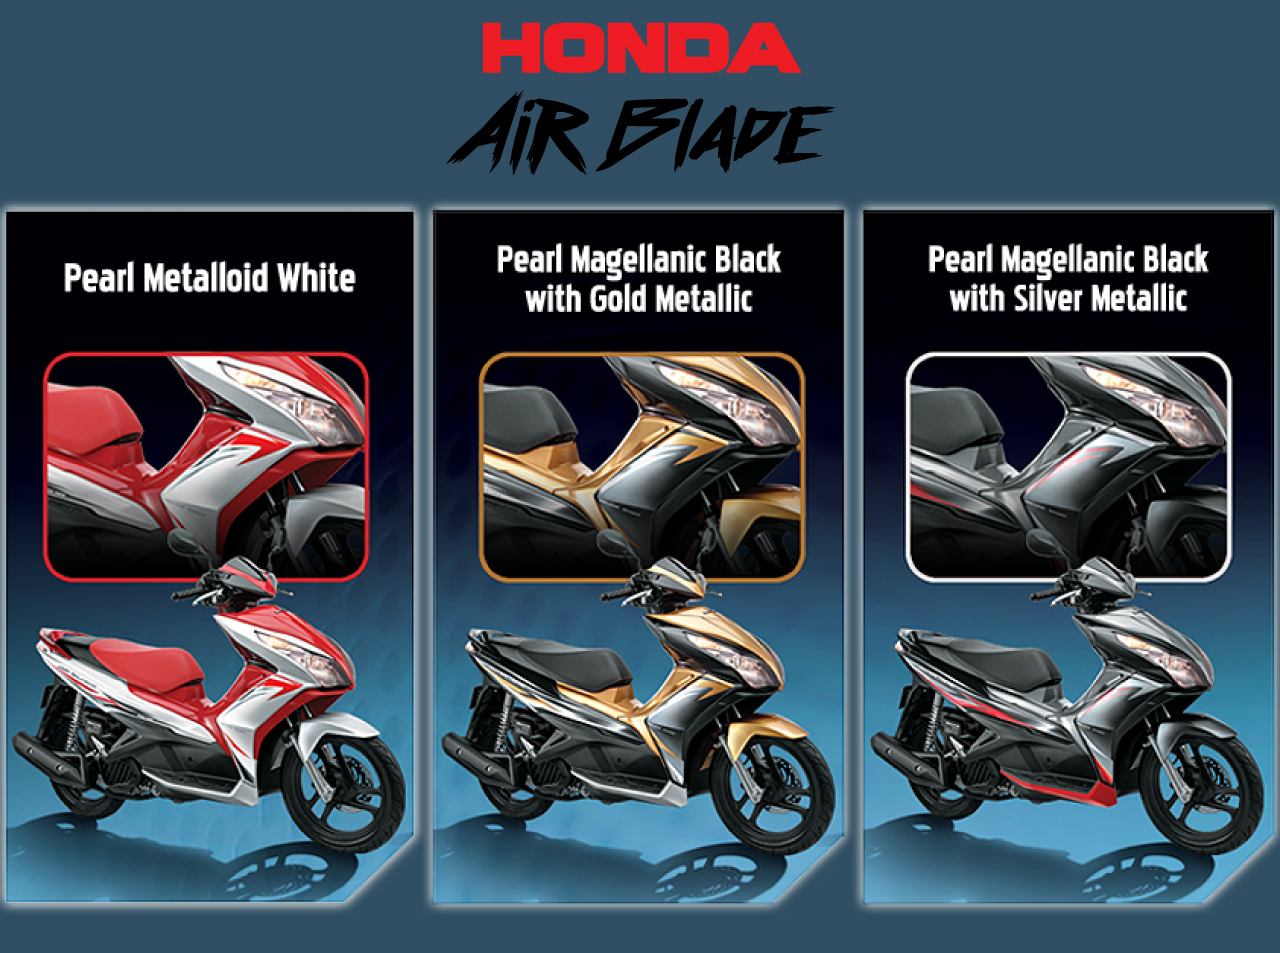 HONDA
AiR BlADE
Pearl Metalloid White
Pearl Magellanic Black
with Gold Metallic
Pearl Magellanic Black
with Silver Metallic